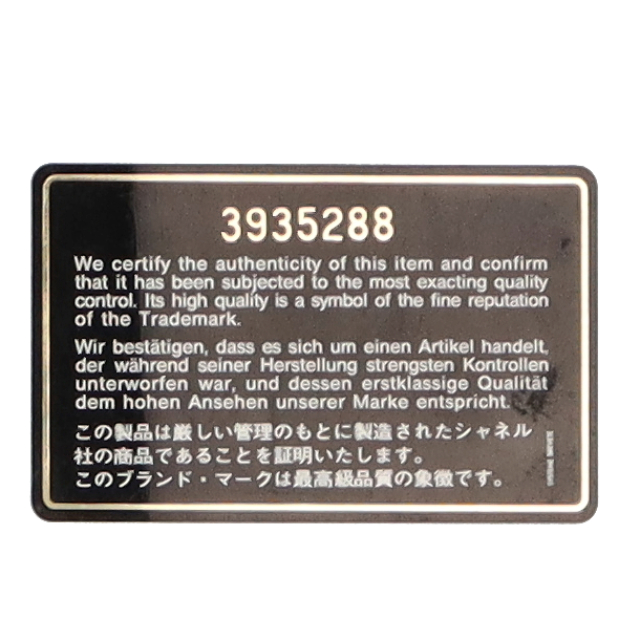 3935288
We certify the authenticity of this item and confirm
that it has been subjected to the most exacting quality
control. Its high quality is a symbol of the fine reputation
of the Trademark.
Wir bestätigen, dass es sich um einen Artikel handelt,
der während seiner Herstellung strengsten Kontrollen
unterworfen war, und dessen erstklassige Qualität
dem hohen Ansehen unserer Marke entspricht.
この製品は厳しい管理のもとに製造されたシャネル
社の商品であることを証明いたします。
このブランド・マークは最高級品質の象徴です。